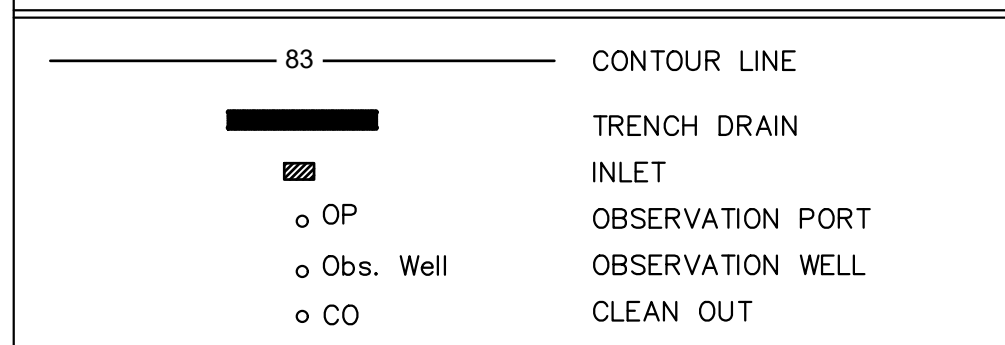 83 CONTOUR LINE
TRENCH DRAIN
INLET
OP OBSERVATION PORT
Obs. Well OBSERVATION WELL
CO CLEAN OUT